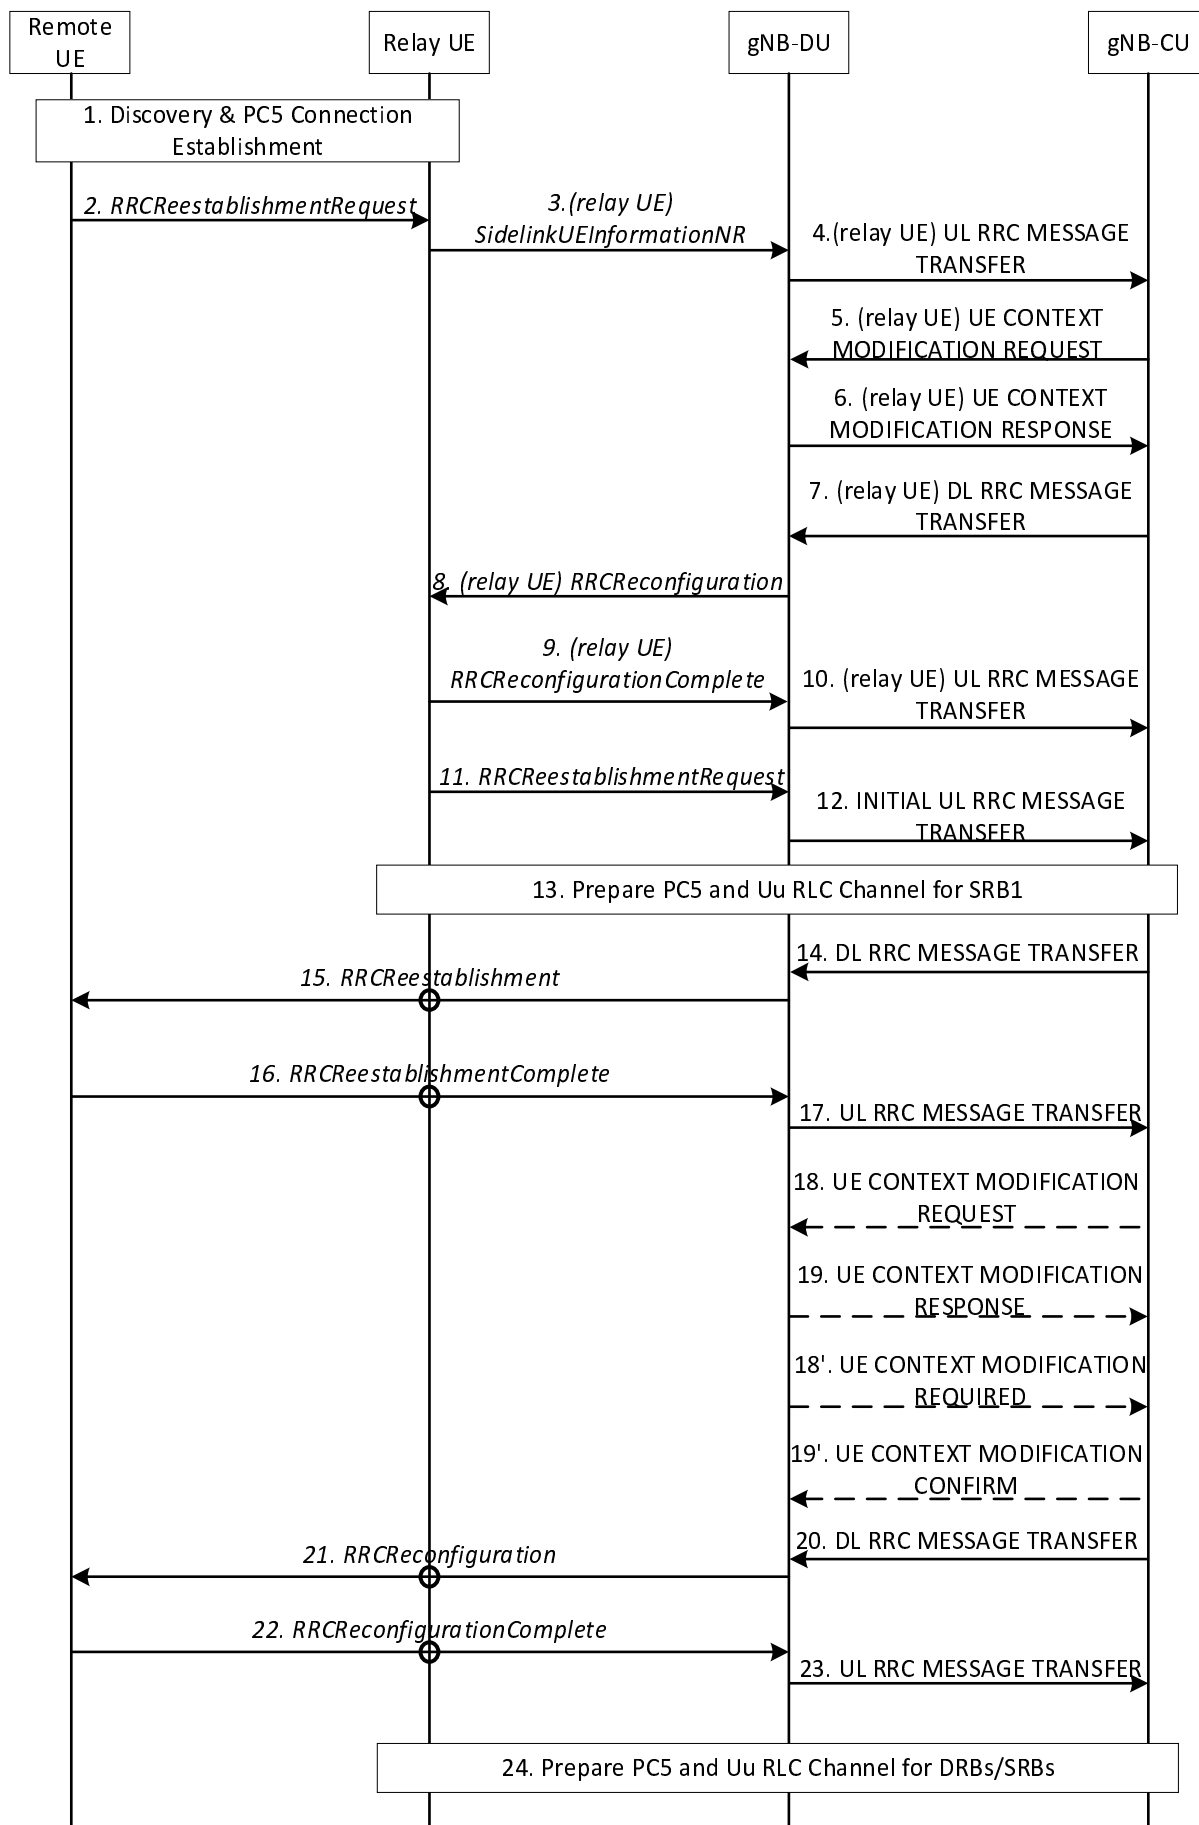 Remote
UE
Relay UE
gNB-DU
gNB-CU
1. Discovery & PC5 Connection
Establishment
2. RRCReestablishmentRequest
3.(relay UE)
SidelinkUEInformationNR
4.(relay UE) UL RRC MESSAGE
TRANSFER
5. (relay UE) UE CONTEXT
MODIFICATION REQUEST
6. (relay UE) UE CONTEXT
MODIFICATION RESPONSE
7. (relay UE) DL RRC MESSAGE
TRANSFER
8. (relay UE) RRCReconfiguration
9. (relay UE)
RRCReconfigurationComplete
10. (relay UE) UL RRC MESSAGE
TRANSFER
11. RRCReestablishmentRequest
12. INITIAL UL RRC MESSAGE
TRANSFER
13. Prepare PC5 and Uu RLC Channel for SRB1
14. DL RRC MESSAGE TRANSFER
15. RRCReestablishment
16. RRCReestablishmentComplete
17. UL RRC MESSAGE TRANSFER
18. UE CONTEXT MODIFICATION
REQUEST
19. UE CONTEXT MODIFICATION
RESPONSE
18'. UE CONTEXT MODIFICATION
REQUIRED
19'. UE CONTEXT MODIFICATION
CONFIRM
20. DL RRC MESSAGE TRANSFER
21. RRCReconfiguration
22. RRCReconfigurationComplete
23. UL RRC MESSAGE TRANSFER
24. Prepare PC5 and Uu RLC Channel for DRBs/SRBs